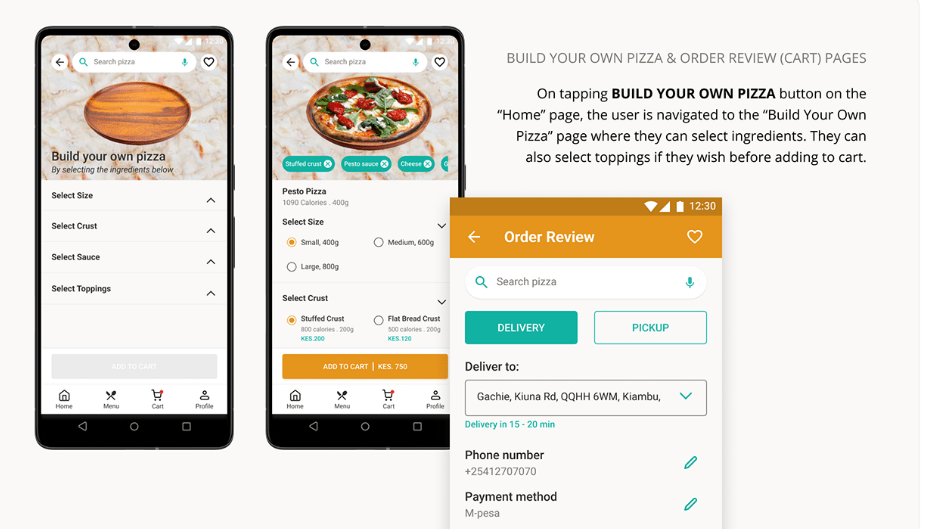 12:30
Search pizza
Build your own pizza
By selecting the ingredients below
Select Size
Select Crust
Select Sauce
Select Toppings
ADD TO CART
Home Menu Cart Profile
12:30
Search pizza
Stuffed crust Pesto sauce Cheese
Pesto Pizza
1090 Calories . 400g
Select Size
Small, 400g Medium, 600g
Large, 800g
Select Crust
Stuffed Crust Flat Bread Crust
800 calories . 200g 500 calories . 200g
KES.200 KES.120
ADD TO CART | KES. 750
Home Menu Cart Profile
BUILD YOUR OWN PIZZA & ORDER REVIEW (CART) PAGES
On tapping BUILD YOUR OWN PIZZA button on the
“Home” page, the user is navigated to the “Build Your Own
Pizza” page where they can select ingredients. They can
also select toppings if they wish before adding to cart.
12:30
Order Review
Search pizza
DELIVERY PICKUP
Deliver to:
Gachie, Kiuna Rd, QQHH 6WM, Kiambu,
Delivery in 15 - 20 min
Phone number
+25412707070
Payment method
M-pesa